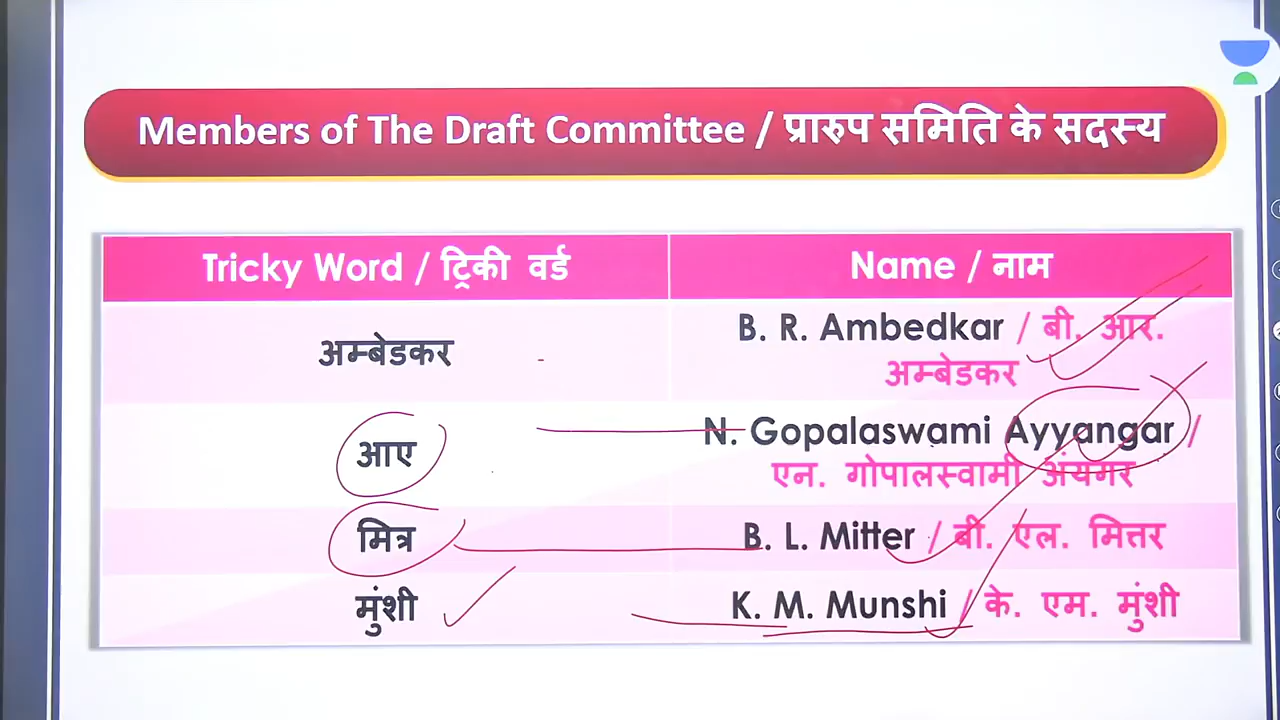 Members of The Draft Committee / प्रारुप समिति के सदस्य
Tricky Word / ट्रिकी वर्ड
Name / नाम
अम्बेडकर
B. R. Ambedkar / बी. आर.
अम्बेडकर
आए
N. Gopalaswami Ayyangar /
एन. गोपालस्वामी अंयगर
मित्र
B. L. Mitter / बी. एल. मित्तर
मुंशी
K. M. Munshi / के. एम. मुंशी